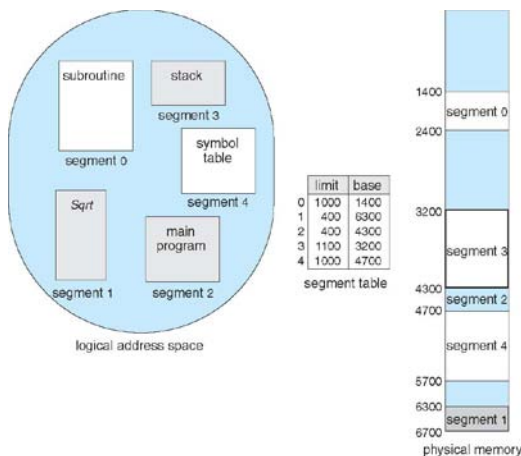 subroutine
segment 0
stack
segment 3
symbol
table
segment 4
Sqrt
segment 1
main
program
segment 2
logical address space
limit base
0 1000 1400
1 400 6300
2 400 4300
3 1100 3200
4 1000 4700
segment table
1400
segment 0
2400
3200
segment 3
4300
segment 2
4700
segment 4
5700
6300
segment 1
6700
physical memory